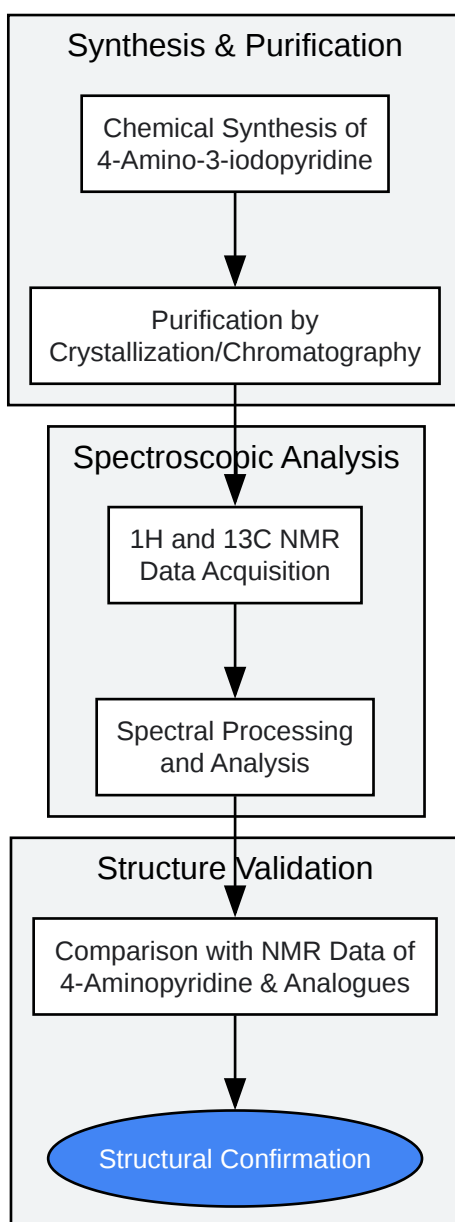 Synthesis & Purification
Chemical Synthesis of
4-Amino-3-iodopyridine
Purification by
Crystallization/Chromatography
Spectroscopic Analysis
1H and 13C NMR
Data Acquisition
Spectral Processing
and Analysis
Structure Validation
Comparison with NMR Data of
4-Aminopyridine & Analogues
Structural Confirmation